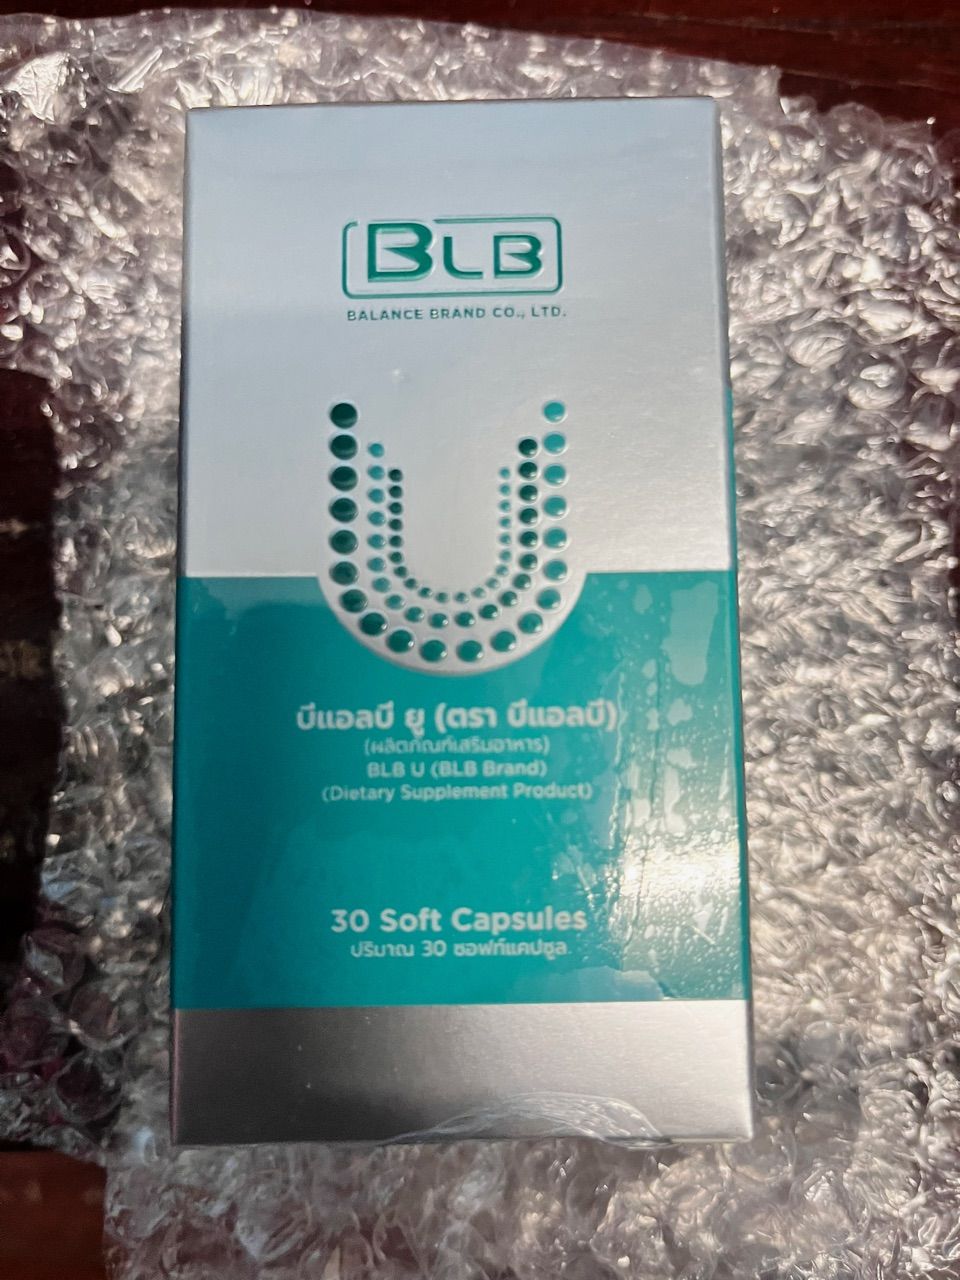 BLB
BALANCE BRAND CO., LTD.
บีแอลบี ยู (ตรา บีแอลบี)
(ผลิตภัณฑ์เสริมอาหาร)
BLB U (BLB Brand)
(Dietary Supplement Product)
30 Soft Capsules
ปริมาณ 30 ซอฟท์แคปซูล